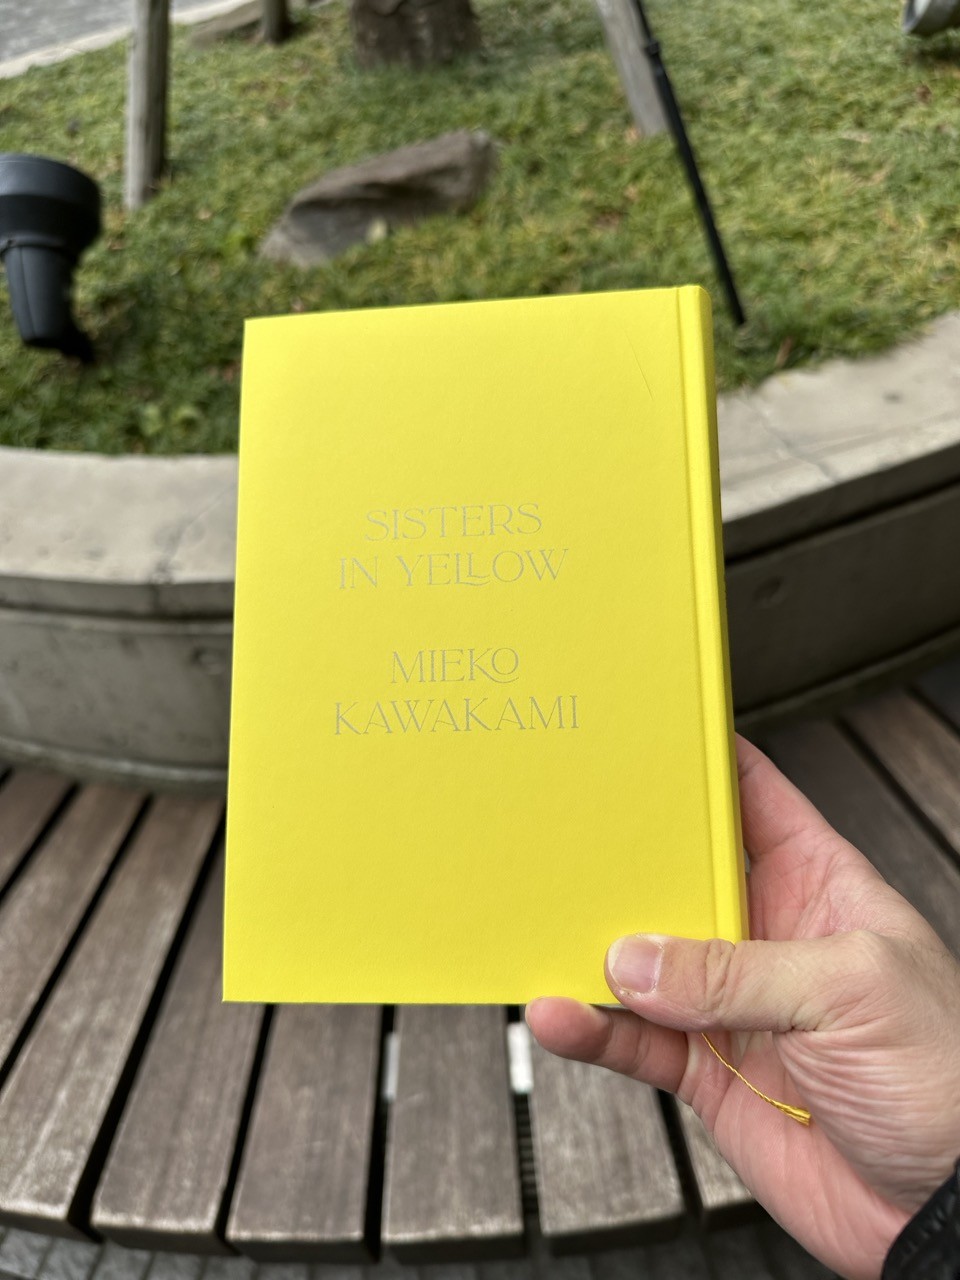 SISTERS
IN YELLOW
MIEKO
KAWAKAMI